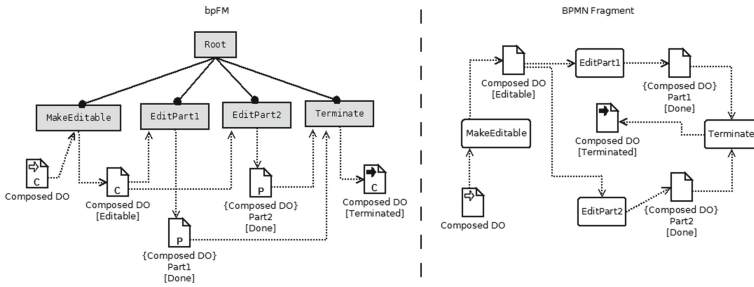 bpFM
Root
MakeEditable
EditPart1
EditPart2
Terminate
C
Composed DO
C
Composed DO
[Editable]
P
{Composed DO}
Part2
[Done]
C
Composed DO
[Terminated]
P
{Composed DO}
Part1
[Done]
BPMN Fragment
Composed DO
[Editable]
EditPart1
{Composed DO}
Part1
[Done]
MakeEditable
Composed DO
[Terminated]
Terminate
Composed DO
EditPart2
{Composed DO}
Part2
[Done]